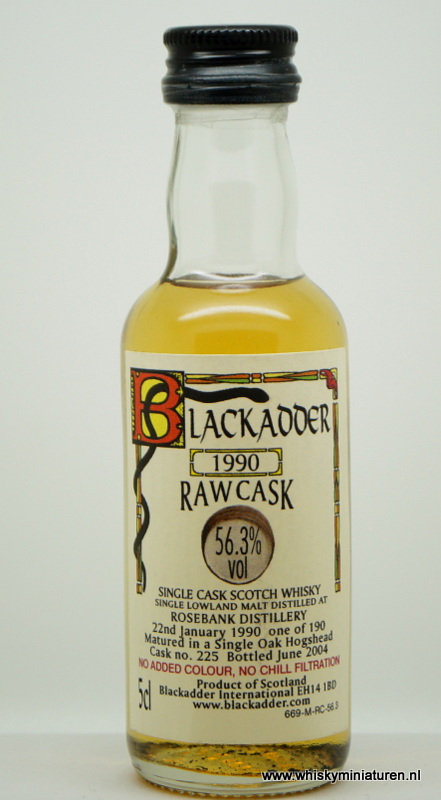 BLACKADDER
1990
RAW CASK
56.3%
vol
SINGLE CASK SCOTCH WHISKY
SINGLE LOWLAND MALT DISTILLED AT
ROSEBANK DISTILLERY
22nd January 1990 one of 190
Matured in a Single Oak Hogshead
Cask no. 225 Bottled June 2004
NO ADDED COLOUR, NO CHILL FILTRATION
Product of Scotland
5cl Blackadder International EH14 1BD
www.blackadder.com
669-M-RC-56.3
www.whiskyminiaturen.nl